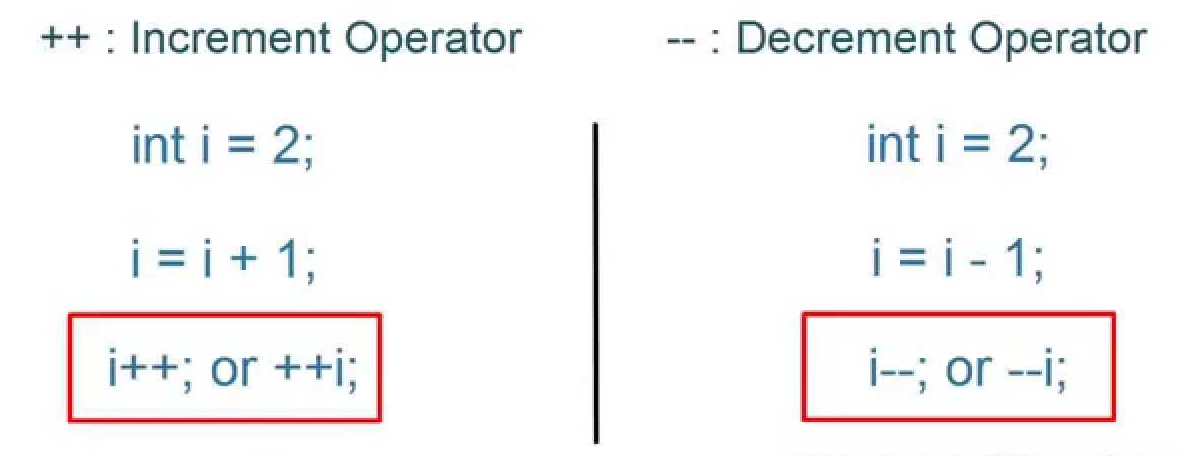 ++ : Increment Operator
int i = 2;
i = i + 1;
i++; or ++i;
-- : Decrement Operator
int i = 2;
i = i - 1;
i--; or --i;